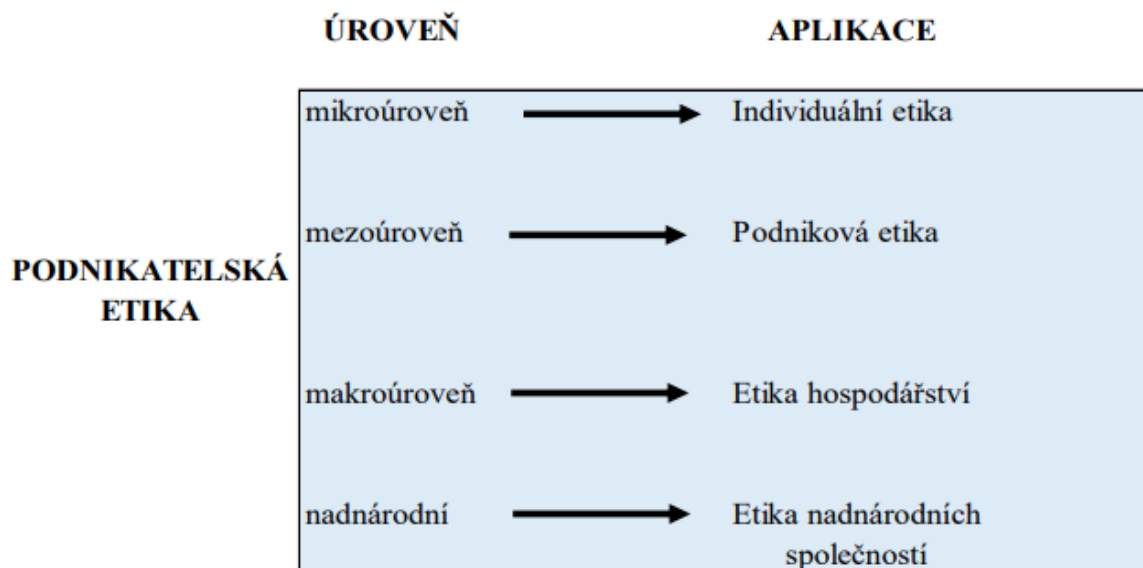 ÚROVEŇ APLIKACE
mikroúroveň Individuální etika
mezoúroveň Podniková etika
PODNIKATELSKÁ
ETIKA
makroúroveň Etika hospodářství
nadnárodní Etika nadnárodních
společností